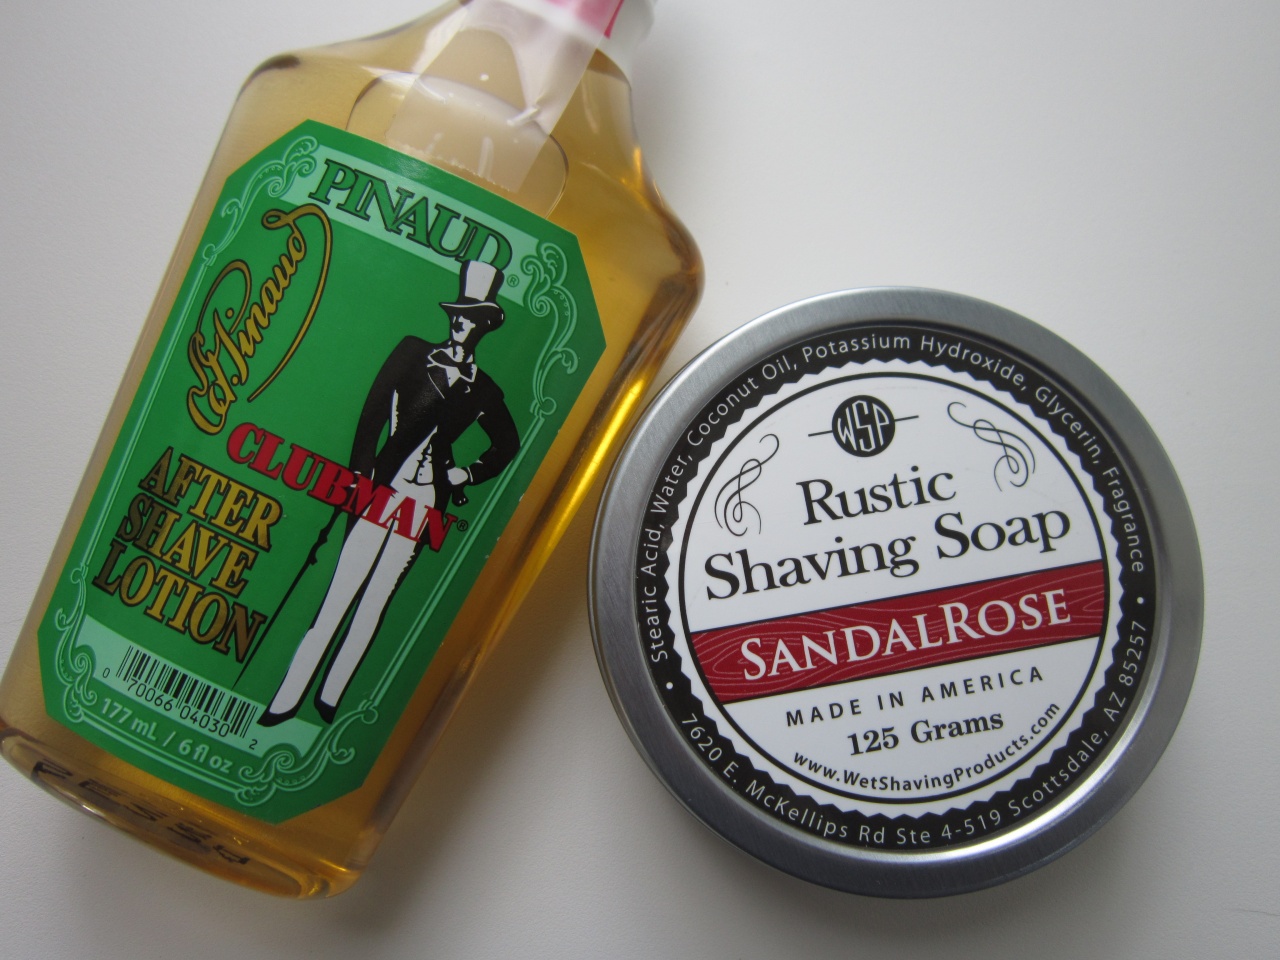 PINAUD®
Ed. Pinaud
CLUBMAN®
AFTER
SHAVE
LOTION
0 70066 04030 2
177 mL / 6 fl oz
WSP
Rustic
Shaving Soap
SANDALROSE
MADE IN AMERICA
125 Grams
www.WetShavingProducts.com
Stearic Acid, Water, Coconut Oil, Potassium Hydroxide, Glycerin, Fragrance
• 7620 E. McKellips Rd Ste 4-519 Scottsdale, AZ 85257 •